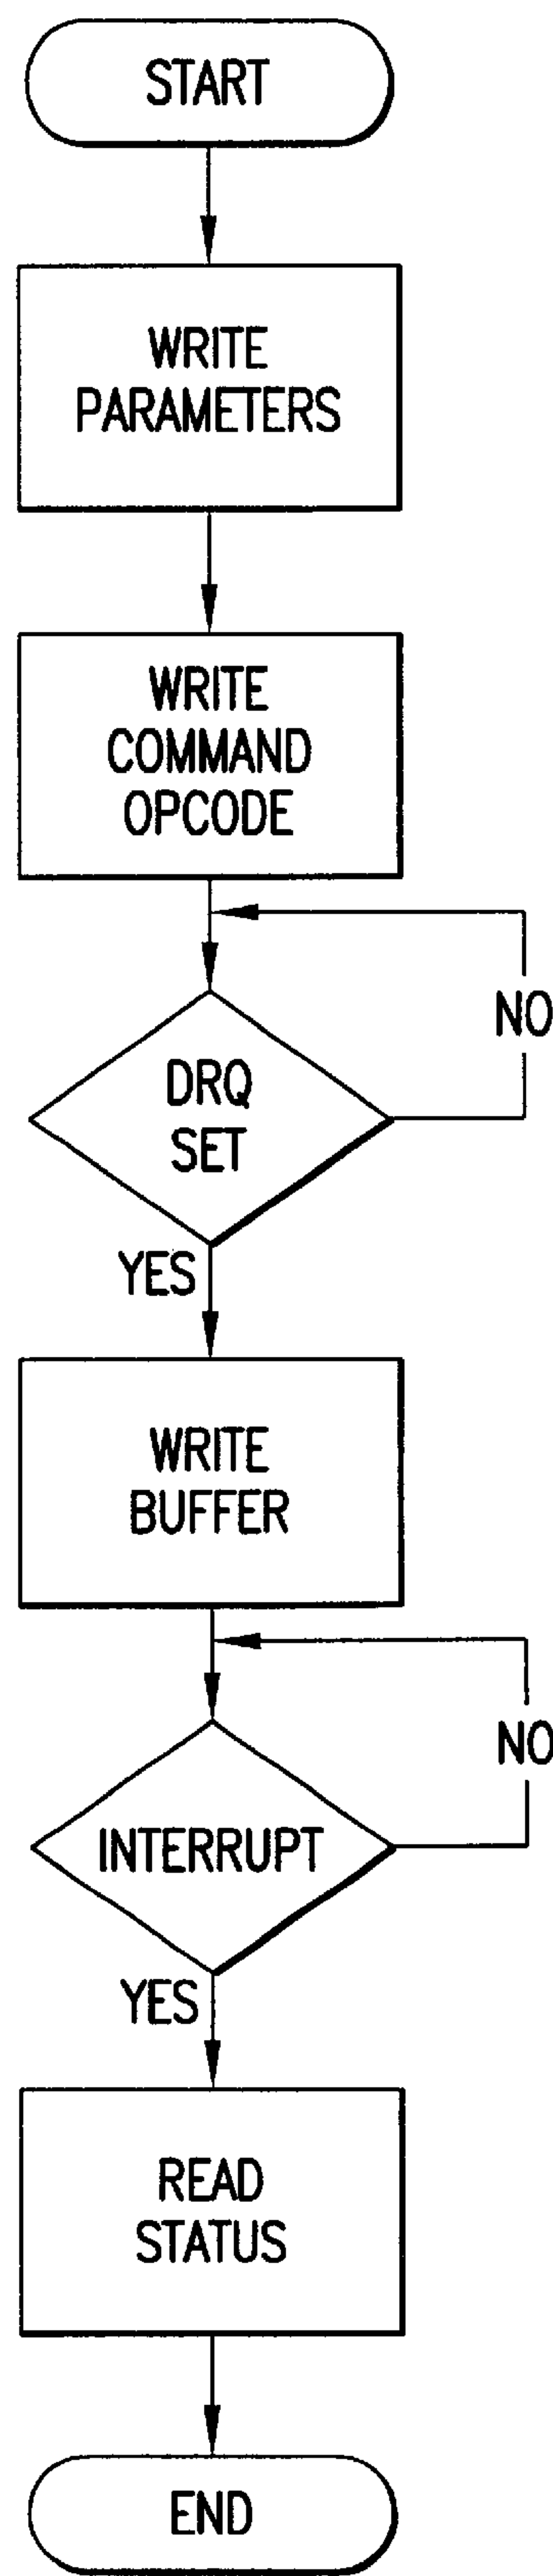 START
WRITE
PARAMETERS
WRITE
COMMAND
OPCODE
NO
DRQ
SET
YES
WRITE
BUFFER
NO
INTERRUPT
YES
READ
STATUS
END